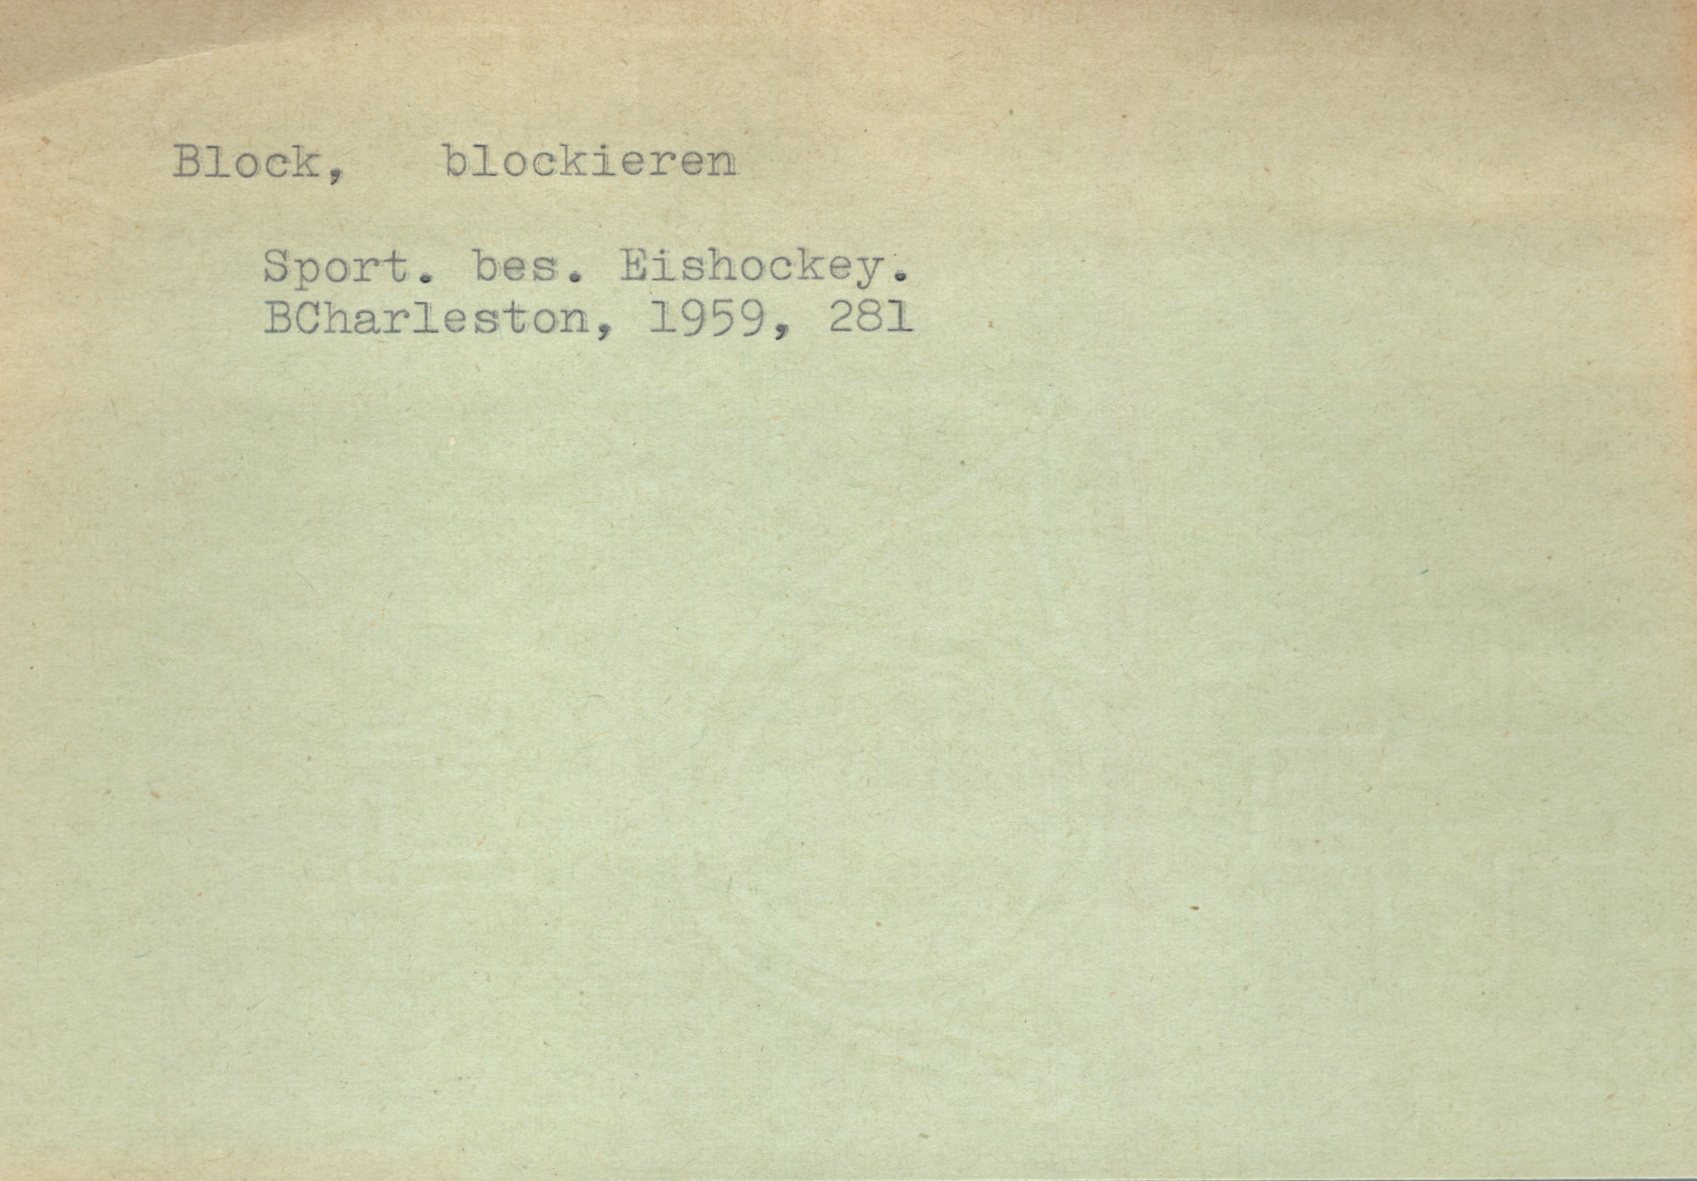 Block, blockieren
Sport. bes. Eishockey.
BCharleston, 1959, 281